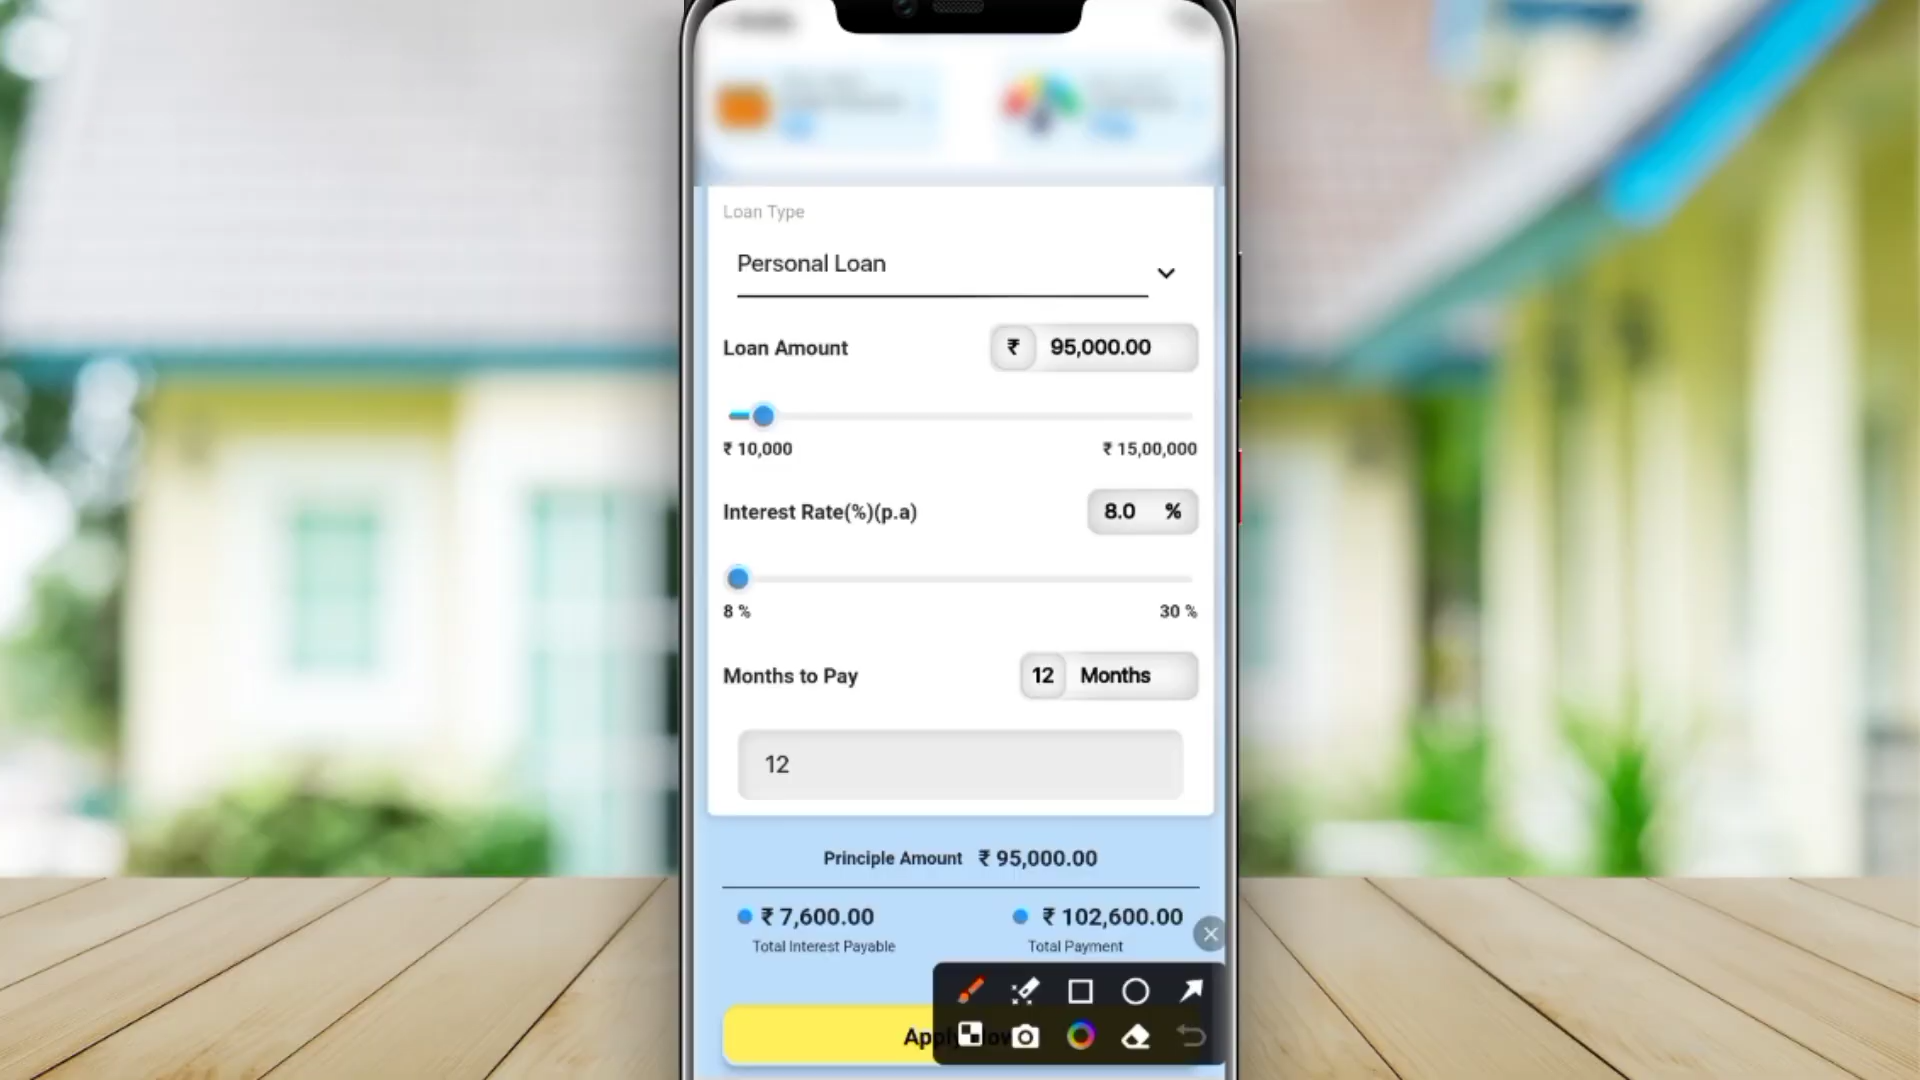 Loan Type
Personal Loan
Loan Amount ₹ 95,000.00
₹ 10,000 ₹ 15,00,000
Interest Rate(%)(p.a) 8.0 %
8 % 30 %
Months to Pay 12 Months
12
Principle Amount ₹ 95,000.00
₹ 7,600.00 ₹ 102,600.00
Total Interest Payable Total Payment